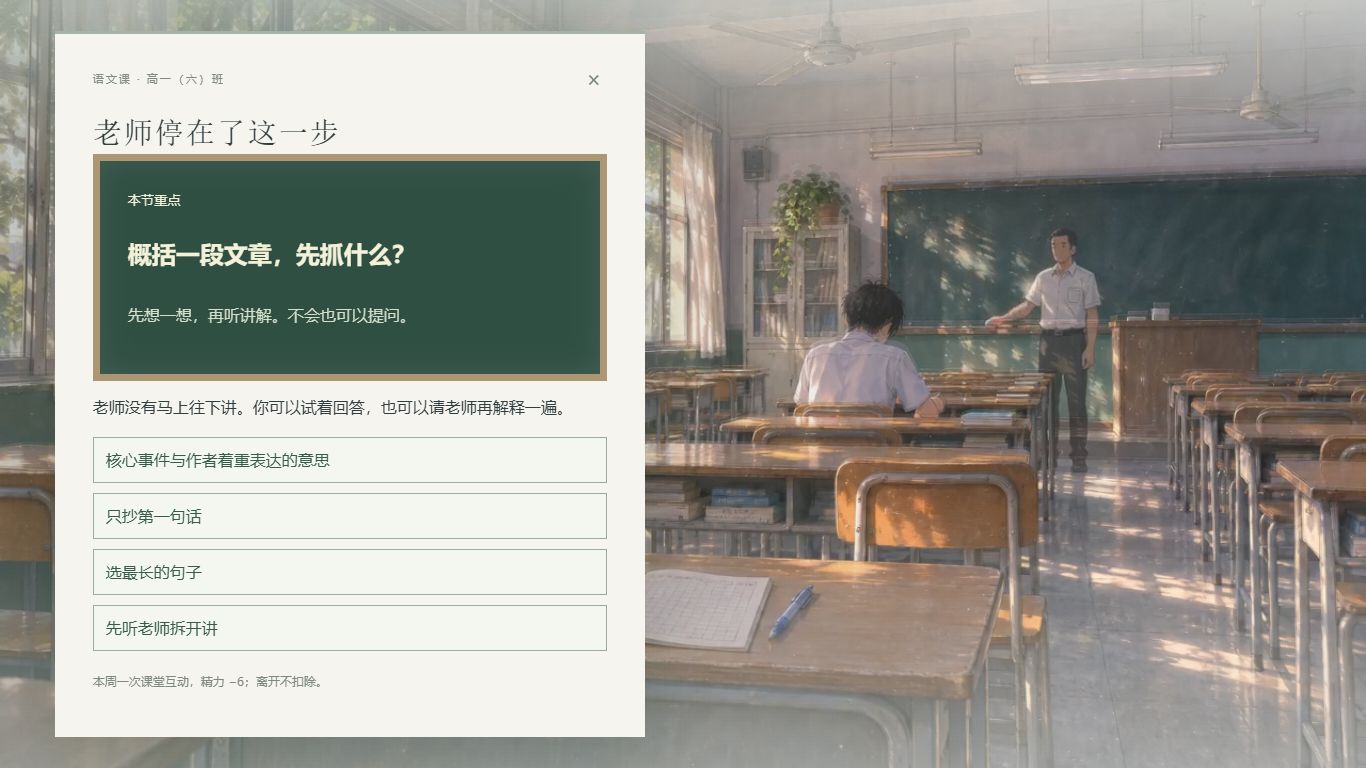 语文课 · 高一（六）班
×
老师停在了这一步
本节重点
概括一段文章，先抓什么？
先想一想，再听讲解。不会也可以提问。
老师没有马上往下讲。你可以试着回答，也可以请老师再解释一遍。
核心事件与作者着重表达的意思
只抄第一句话
选最长的句子
先听老师拆开讲
本周一次课堂互动，精力 −6；离开不扣除。